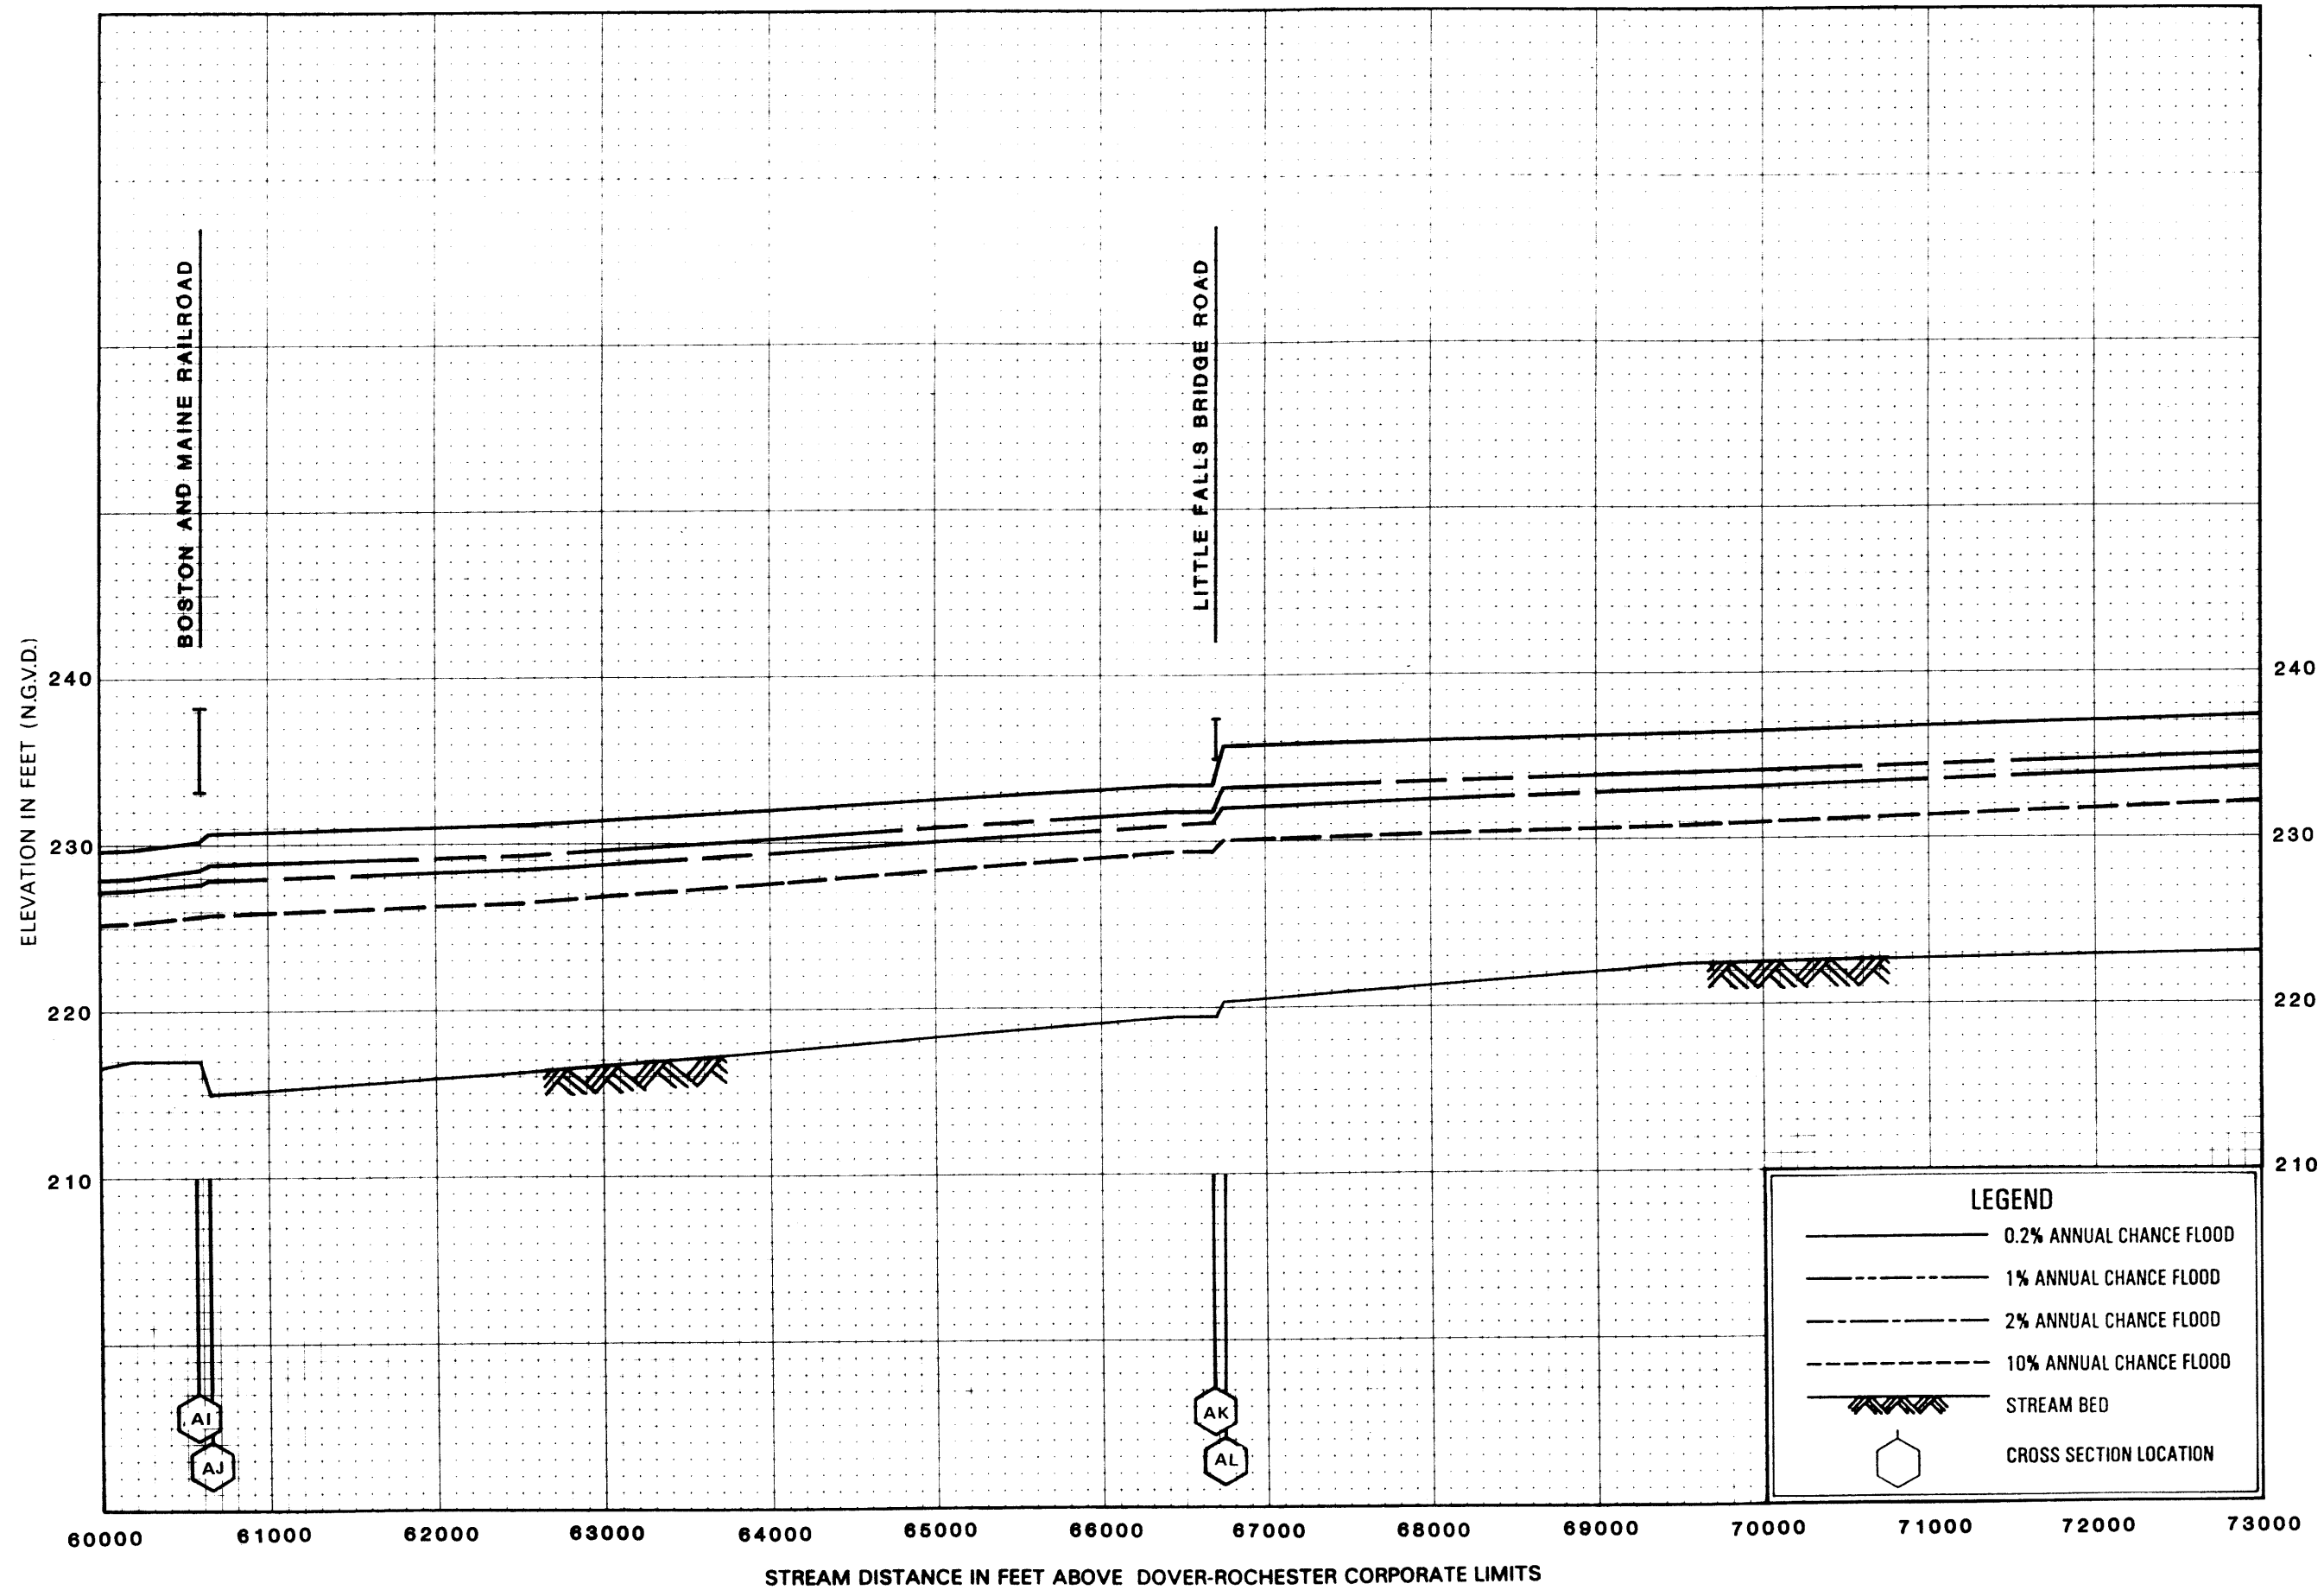 BOSTON AND MAINE RAILROAD
LITTLE FALLS BRIDGE ROAD
ELEVATION IN FEET (N.G.V.D.)
240
230
220
210
240
230
220
210
AI
AJ
AK
AL
LEGEND
0.2% ANNUAL CHANCE FLOOD
1% ANNUAL CHANCE FLOOD
2% ANNUAL CHANCE FLOOD
10% ANNUAL CHANCE FLOOD
STREAM BED
CROSS SECTION LOCATION
60000 61000 62000 63000 64000 65000 66000 67000 68000 69000 70000 71000 72000 73000
STREAM DISTANCE IN FEET ABOVE DOVER-ROCHESTER CORPORATE LIMITS